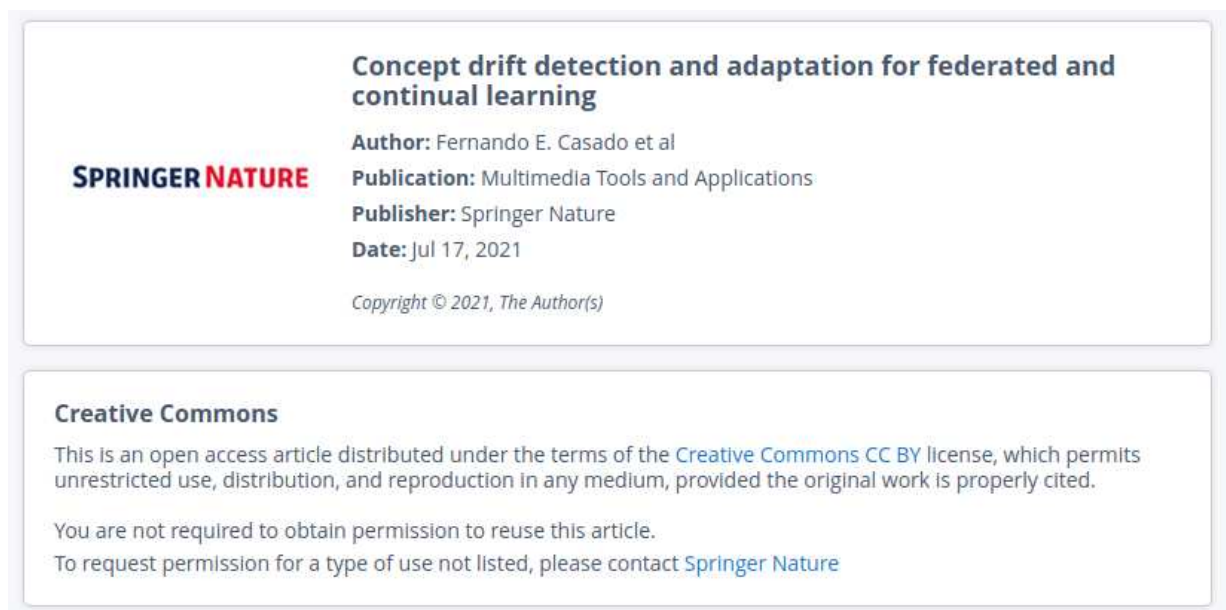 Concept drift detection and adaptation for federated and
continual learning
Author: Fernando E. Casado et al
SPRINGER NATURE
Publication: Multimedia Tools and Applications
Publisher: Springer Nature
Date: Jul 17, 2021
Copyright © 2021, The Author(s)
Creative Commons
This is an open access article distributed under the terms of the Creative Commons CC BY license, which permits
unrestricted use, distribution, and reproduction in any medium, provided the original work is properly cited.
You are not required to obtain permission to reuse this article.
To request permission for a type of use not listed, please contact Springer Nature